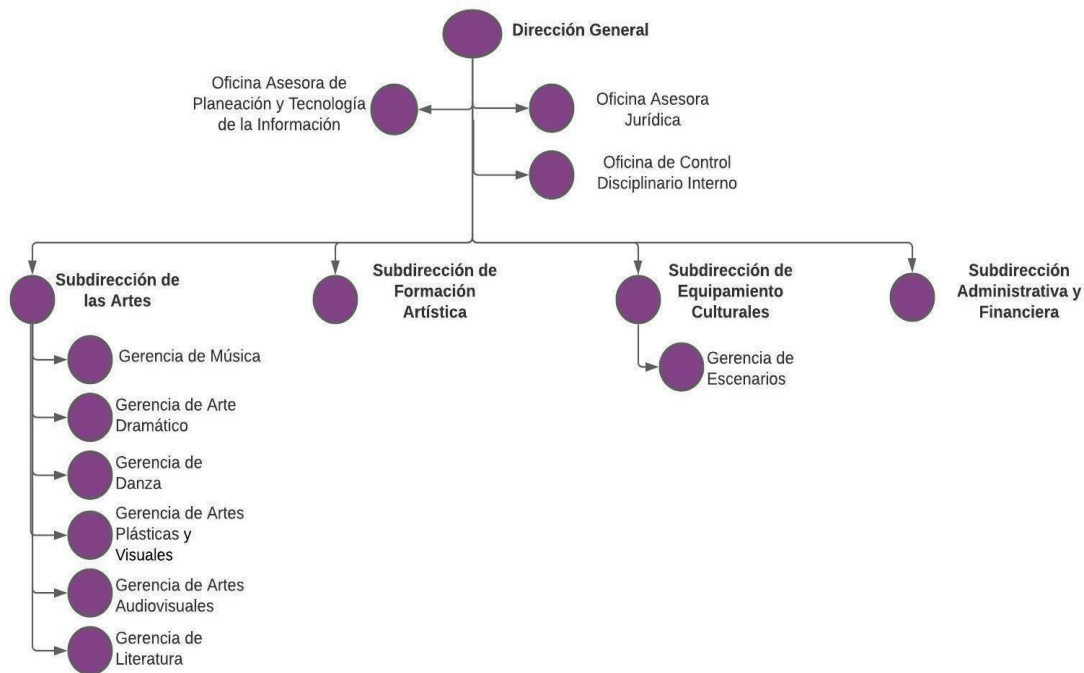 Dirección General
Oficina Asesora de
Planeación y Tecnología
de la Información
Oficina Asesora
Jurídica
Oficina de Control
Disciplinario Interno
Subdirección de
las Artes
Subdirección de
Formación
Artística
Subdirección de
Equipamiento
Culturales
Subdirección
Administrativa y
Financiera
Gerencia de Música
Gerencia de Arte
Dramático
Gerencia de
Danza
Gerencia de Artes
Plásticas y
Visuales
Gerencia de Artes
Audiovisuales
Gerencia de
Literatura
Gerencia de
Escenarios